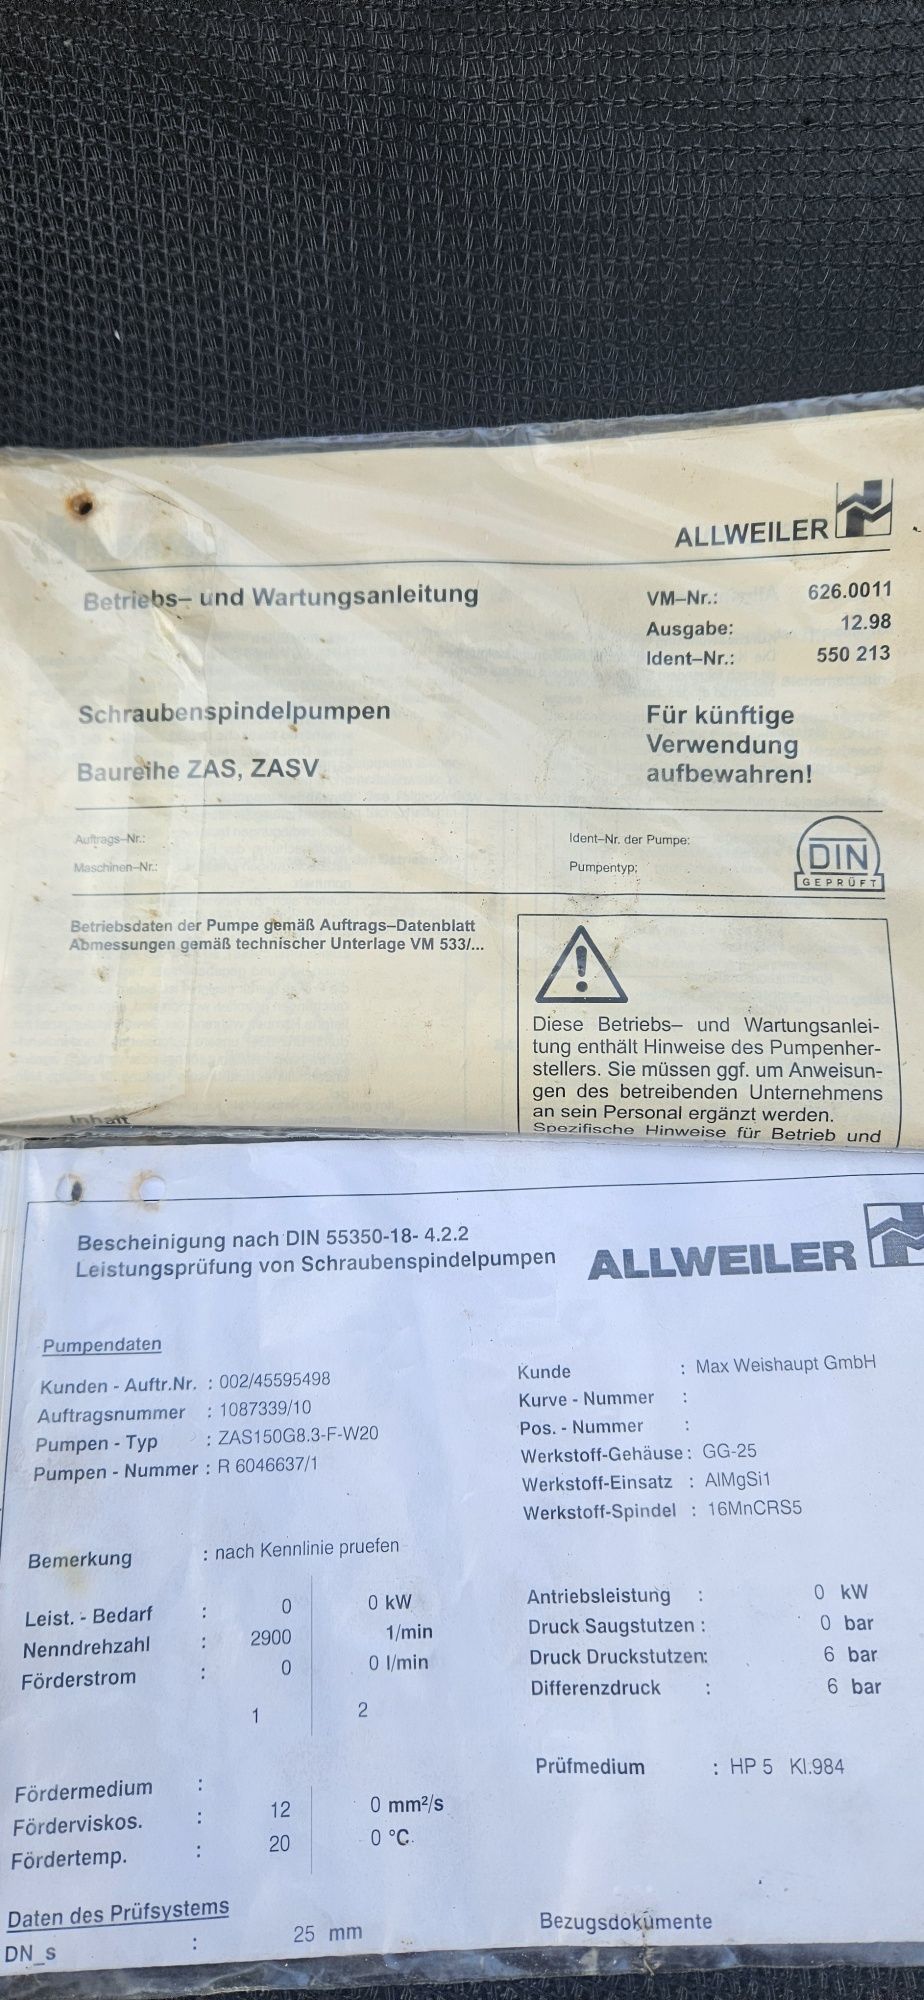 ALLWEILER
Betriebs– und Wartungsanleitung
VM–Nr.: 626.0011
Ausgabe: 12.98
Ident–Nr.: 550 213
Schraubenspindelpumpen
Baureihe ZAS, ZASV
Für künftige
Verwendung
aufbewahren!
Auftrags–Nr.:
Maschinen–Nr.:
Ident–Nr. der Pumpe:
Pumpentyp:
DIN
GEPRÜFT
Betriebsdaten der Pumpe gemäß Auftrags–Datenblatt
Abmessungen gemäß technischer Unterlage VM 533/...
Diese Betriebs– und Wartungsanlei-
tung enthält Hinweise des Pumpenher-
stellers. Sie müssen ggf. um Anweisun-
gen des betreibenden Unternehmens
an sein Personal ergänzt werden.
Spezifische Hinweise für Betrieb und
Inhalt
Bescheinigung nach DIN 55350-18- 4.2.2
Leistungsprüfung von Schraubenspindelpumpen
ALLWEILER
Pumpendaten
Kunden - Auftr.Nr. : 002/45595498
Auftragsnummer : 1087339/10
Pumpen - Typ : ZAS150G8.3-F-W20
Pumpen - Nummer : R 6046637/1
Kunde : Max Weishaupt GmbH
Kurve - Nummer :
Pos. - Nummer :
Werkstoff-Gehäuse : GG-25
Werkstoff-Einsatz : AlMgSi1
Werkstoff-Spindel : 16MnCRS5
Bemerkung : nach Kennlinie pruefen
Leist. - Bedarf : 0 0 kW
Nenndrehzahl : 2900 1/min
Förderstrom : 0 0 l/min
1 2
Antriebsleistung : 0 kW
Druck Saugstutzen : 0 bar
Druck Druckstutzen: 6 bar
Differenzdruck : 6 bar
Prüfmedium : HP 5 Kl.984
Fördermedium :
Förderviskos. : 12 0 mm²/s
Fördertemp. : 20 0 °C
Daten des Prüfsystems
DN_s : 25 mm
Bezugsdokumente